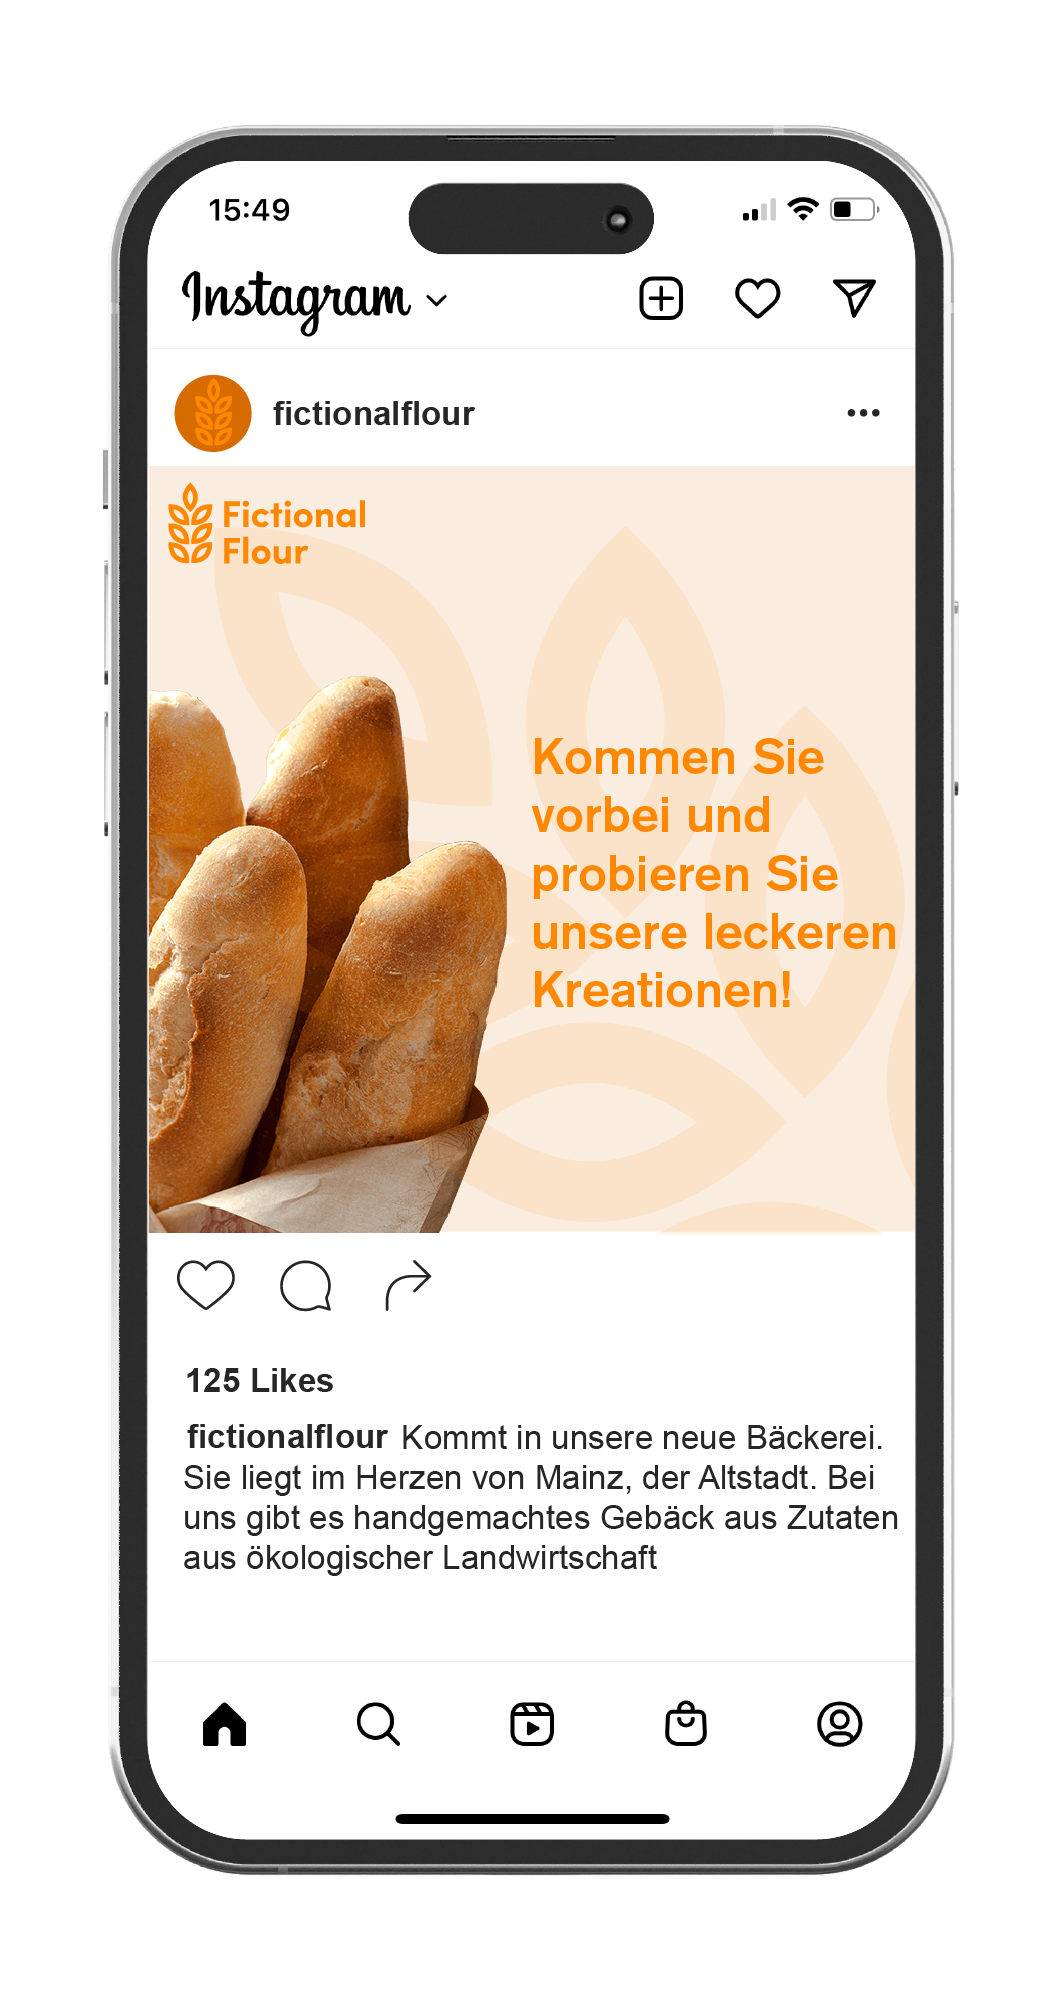 15:49
Instagram
fictionalflour
Fictional
Flour
Kommen Sie
vorbei und
probieren Sie
unsere leckeren
Kreationen!
125 Likes
fictionalflour Kommt in unsere neue Bäckerei.
Sie liegt im Herzen von Mainz, der Altstadt. Bei
uns gibt es handgemachtes Gebäck aus Zutaten
aus ökologischer Landwirtschaft